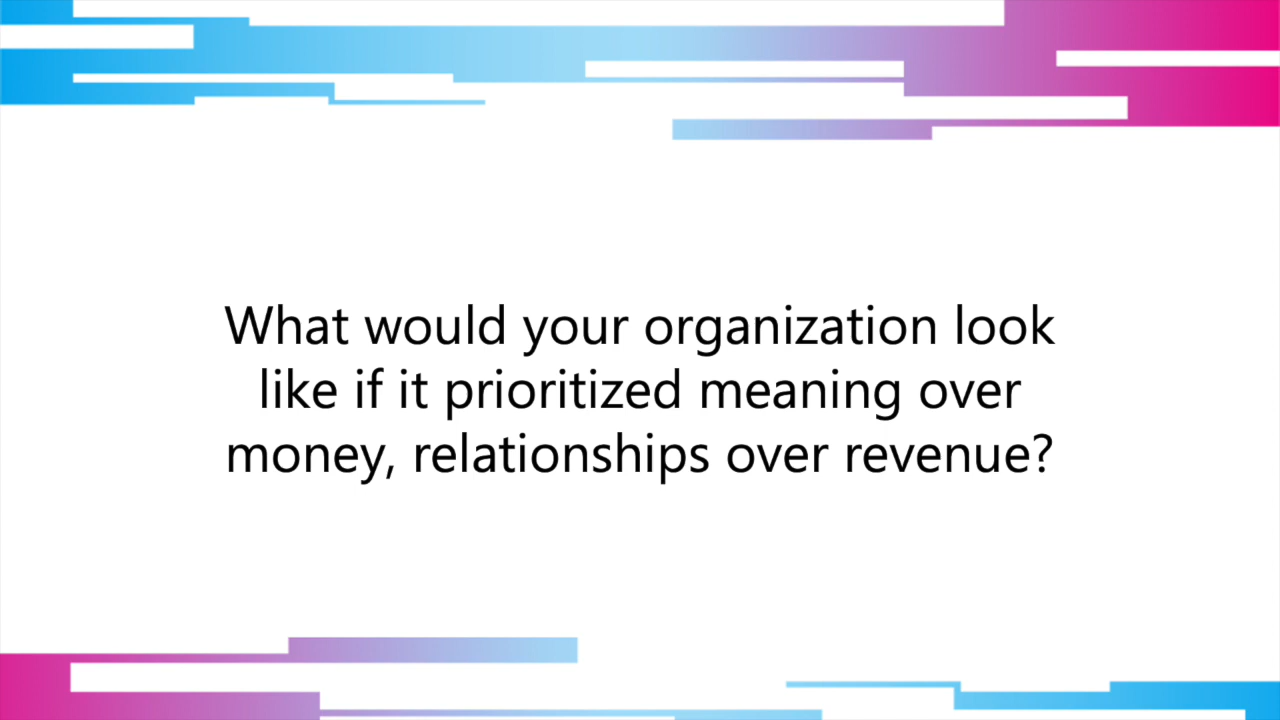 What would your organization look
like if it prioritized meaning over
money, relationships over revenue?